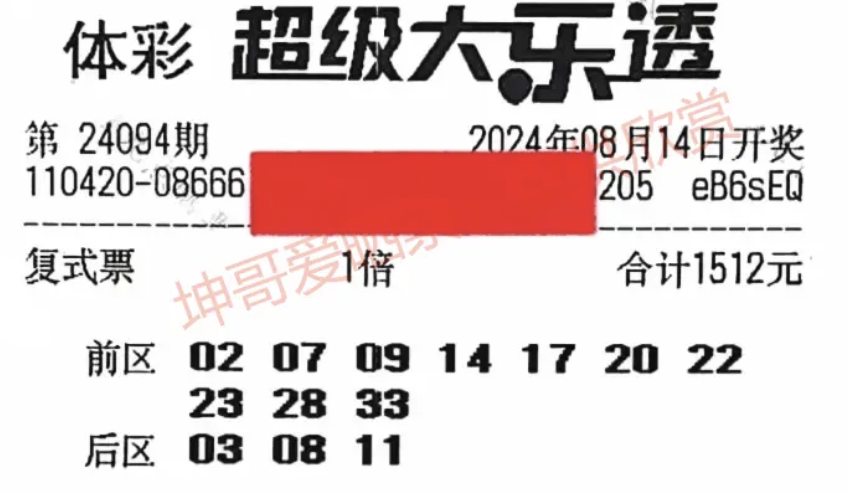 体彩 超级大乐透
第 24094期 2024年08月14日开奖
110420-08666 205 eB6sEQ
复式票 1倍 合计1512元
坤哥爱 欣赏
前区 02 07 09 14 17 20 22
23 28 33
后区 03 08 11